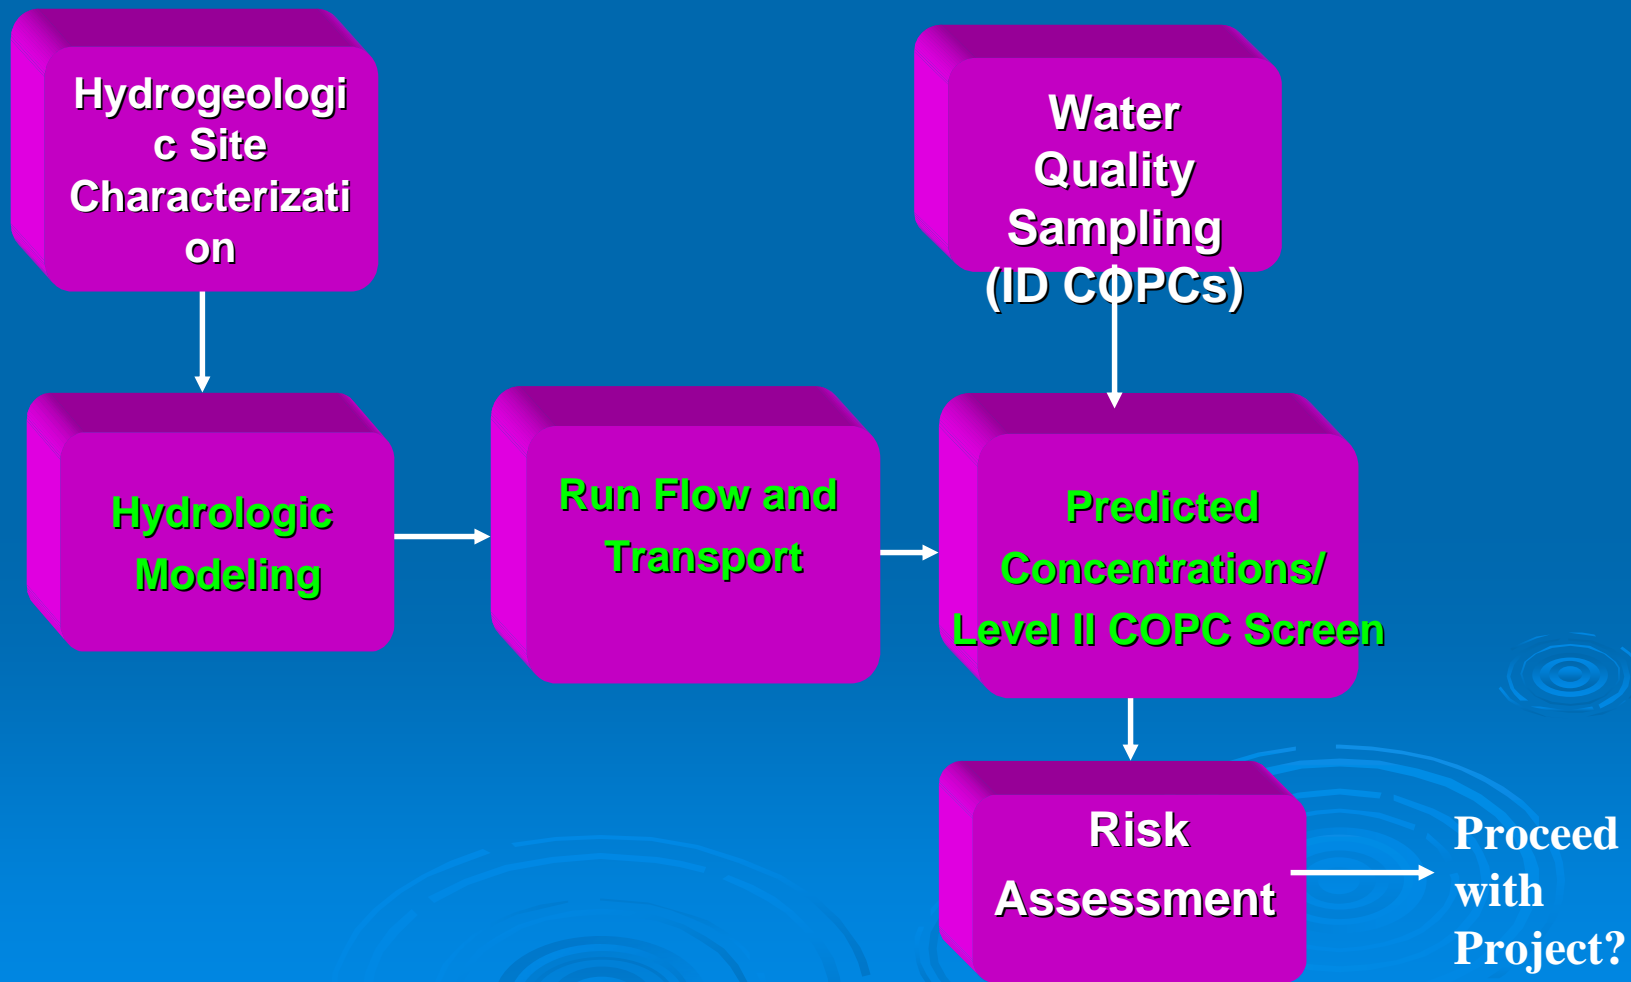 Hydrogeologi
c Site
Characterizati
on
Water
Quality
Sampling
(ID COPCs)
Hydrologic
Modeling
Run Flow and
Transport
Predicted
Concentrations/
Level II COPC Screen
Risk
Assessment
Proceed
with
Project?